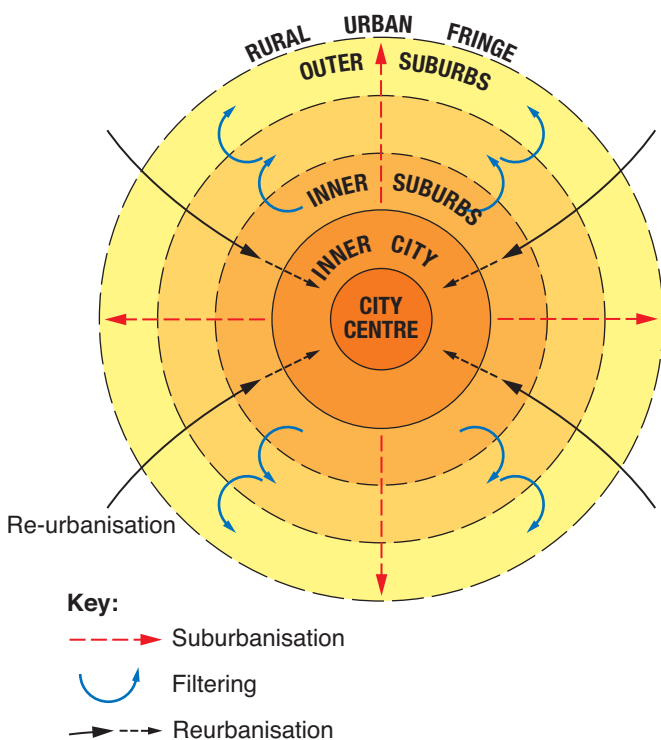 RURAL URBAN FRINGE
OUTER SUBURBS
INNER SUBURBS
INNER CITY
CITY
CENTRE
Re-urbanisation
Key:
Suburbanisation
Filtering
Reurbanisation